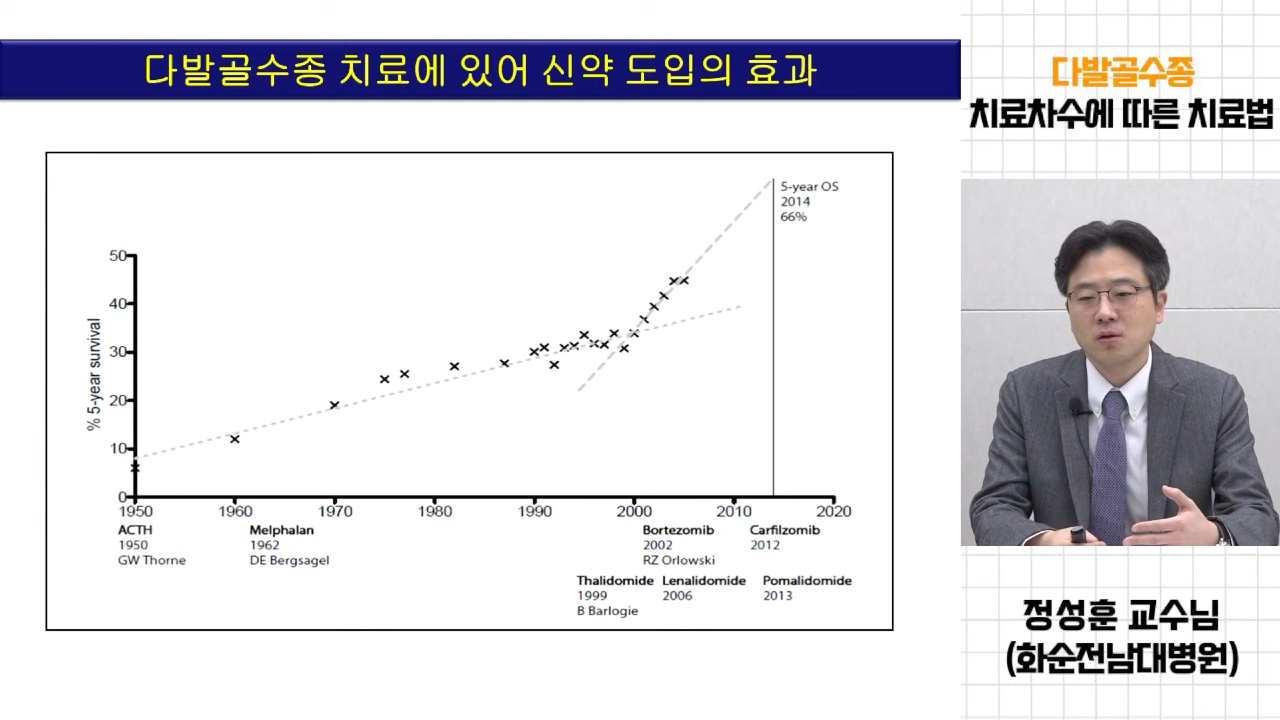 다발골수종 치료에 있어 신약 도입의 효과
다발골수종
치료차수에 따른 치료법
5-year OS
2014
66%
% 5-year survival
50
40
30
20
10
0
1950 1960 1970 1980 1990 2000 2010 2020
ACTH
1950
GW Thorne
Melphalan
1962
DE Bergsagel
Bortezomib
2002
RZ Orlowski
Carfilzomib
2012
Thalidomide
1999
B Barlogie
Lenalidomide
2006
Pomalidomide
2013
정성훈 교수님
(화순전남대병원)